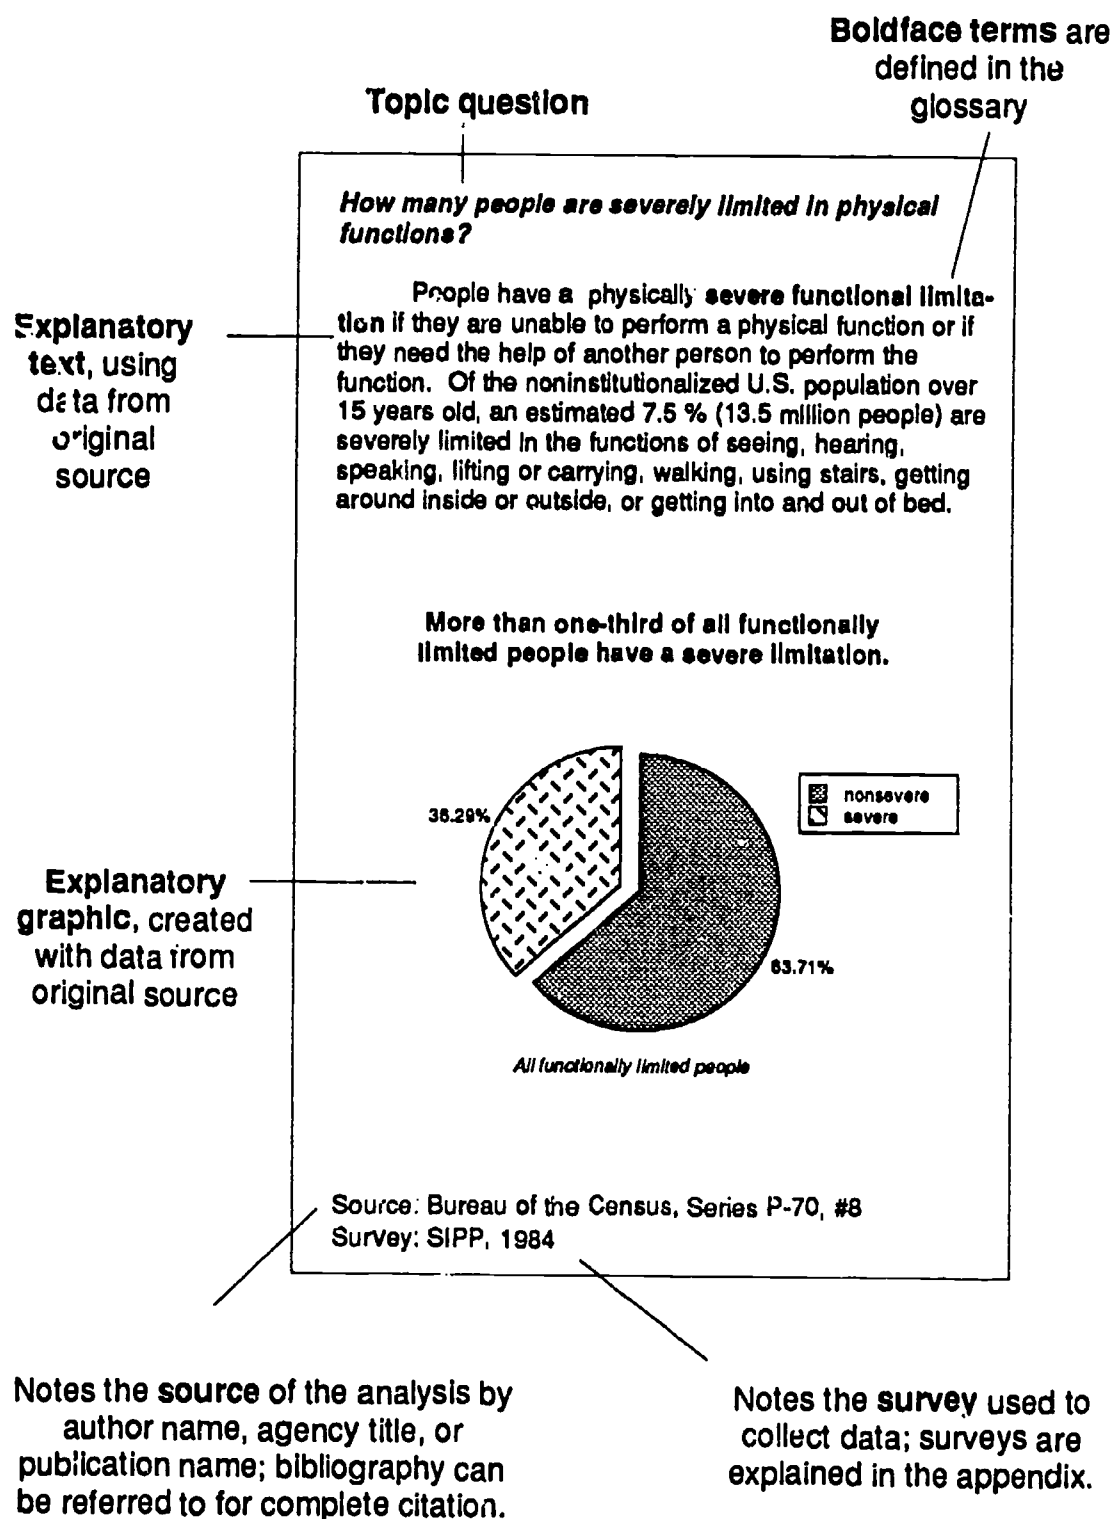 Boldface terms are
defined in the
glossary
Topic question
How many people are severely limited in physical
functions?
People have a physically severe functional limita-
tion if they are unable to perform a physical function or if
they need the help of another person to perform the
function. Of the noninstitutionalized U.S. population over
15 years old, an estimated 7.5 % (13.5 million people) are
severely limited in the functions of seeing, hearing,
speaking, lifting or carrying, walking, using stairs, getting
around inside or outside, or getting into and out of bed.
Explanatory
text, using
data from
original
source
More than one-third of all functionally
limited people have a severe limitation.
36.29%
nonsevere
severe
63.71%
All functionally limited people
Explanatory
graphic, created
with data from
original source
Source: Bureau of the Census, Series P-70, #8
Survey: SIPP, 1984
Notes the source of the analysis by
author name, agency title, or
publication name; bibliography can
be referred to for complete citation.
Notes the survey used to
collect data; surveys are
explained in the appendix.